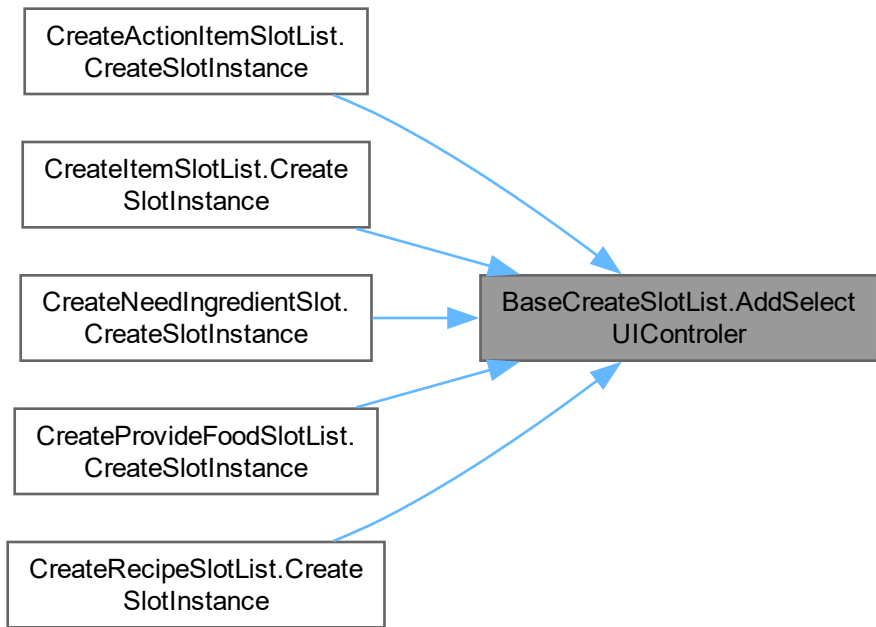 CreateActionItemSlotList.
CreateSlotInstance
CreateItemSlotList.Create
SlotInstance
CreateNeedIngredientSlot.
CreateSlotInstance
BaseCreateSlotList.AddSelect
UIControler
CreateProvideFoodSlotList.
CreateSlotInstance
CreateRecipeSlotList.Create
SlotInstance